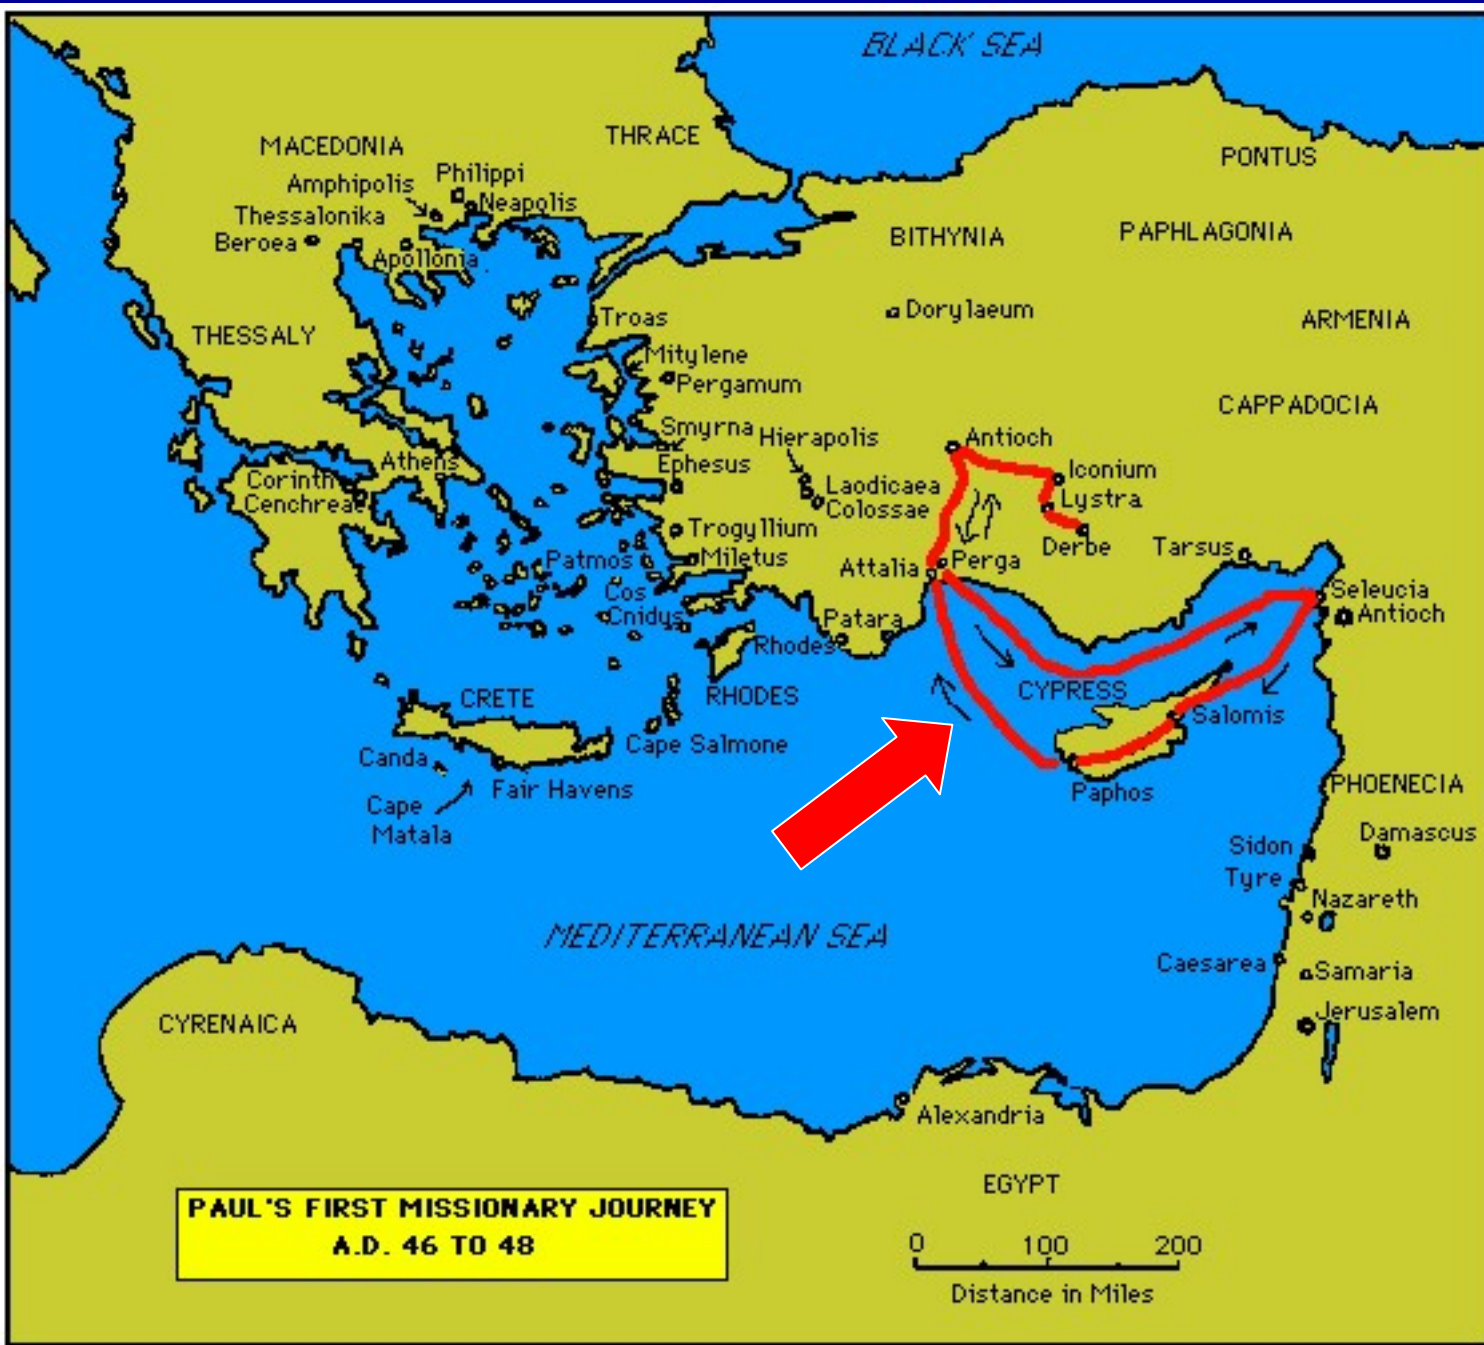 BLACK SEA
THRACE
MACEDONIA
PONTUS
Philippi
Amphipolis
Neapolis
Thessalonika
Beroea
Apollonia
BITHYNIA
PAPHLAGONIA
Dorylaeum
ARMENIA
Troas
THESSALY
Mitylene
Pergamum
CAPPADOCIA
Smyrna
Hierapolis
Antioch
Athens
Ephesus
Iconium
Corinth
Laodicaea
Lystra
Cenchreae
Colossae
Trogyllium
Derbe
Tarsus
Patmos
Miletus
Attalia
Perga
Cos
Seleucia
Cnidus
Patara
Antioch
Rhodes
CRETE
RHODES
CYPRESS
Salomis
Cape Salmone
Canda
Fair Havens
Paphos
PHOENECIA
Cape
Matala
Damascus
Sidon
Tyre
Nazareth
MEDITERRANEAN SEA
Caesarea
Samaria
Jerusalem
CYRENAICA
Alexandria
EGYPT
PAUL'S FIRST MISSIONARY JOURNEY
A.D. 46 TO 48
0 100 200
Distance in Miles